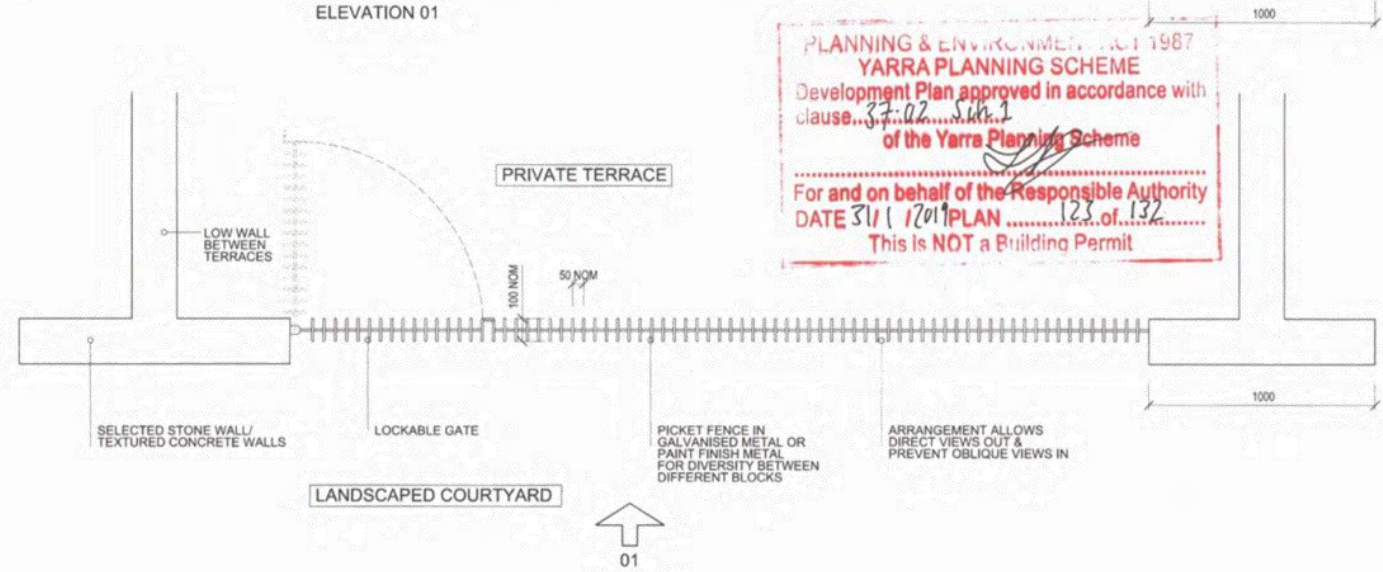 ELEVATION 01
1000
PLANNING & ENVIRONMENT ACT 1987
YARRA PLANNING SCHEME
Development Plan approved in accordance with
clause 37.02 Sch 1
of the Yarra Planning Scheme
For and on behalf of the Responsible Authority
DATE 31/1/2019 PLAN 123 of 132
This is NOT a Building Permit
PRIVATE TERRACE
LOW WALL
BETWEEN
TERRACES
100 NOM
50 NOM
1000
SELECTED STONE WALL/
TEXTURED CONCRETE WALLS
LOCKABLE GATE
PICKET FENCE IN
GALVANISED METAL OR
PAINT FINISH METAL
FOR DIVERSITY BETWEEN
DIFFERENT BLOCKS
ARRANGEMENT ALLOWS
DIRECT VIEWS OUT &
PREVENT OBLIQUE VIEWS IN
LANDSCAPED COURTYARD
01